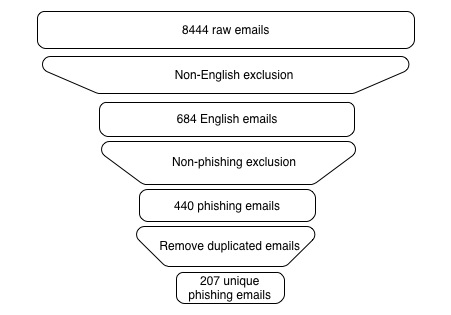 8444 raw emails
Non-English exclusion
684 English emails
Non-phishing exclusion
440 phishing emails
Remove duplicated emails
207 unique
phishing emails